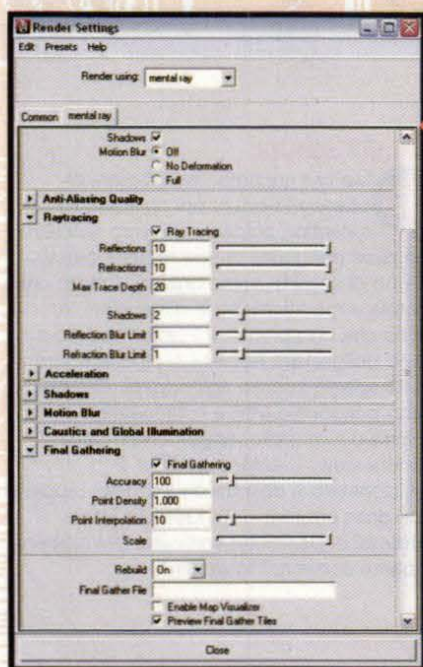 Render Settings
Edit Presets Help
Render using: mental ray
Common mental ray
Shadows
Motion Blur Off
No Deformation
Full
Anti-Aliasing Quality
Raytracing
Ray Tracing
Reflections 10
Refractions 10
Max Trace Depth 20
Shadows 2
Reflection Blur Limit 1
Refraction Blur Limit 1
Acceleration
Shadows
Motion Blur
Caustics and Global Illumination
Final Gathering
Final Gathering
Accuracy 100
Point Density 1.000
Point Interpolation 10
Scale
Rebuild On
Final Gather File
Enable Map Visualizer
Preview Final Gather Tiles
Close